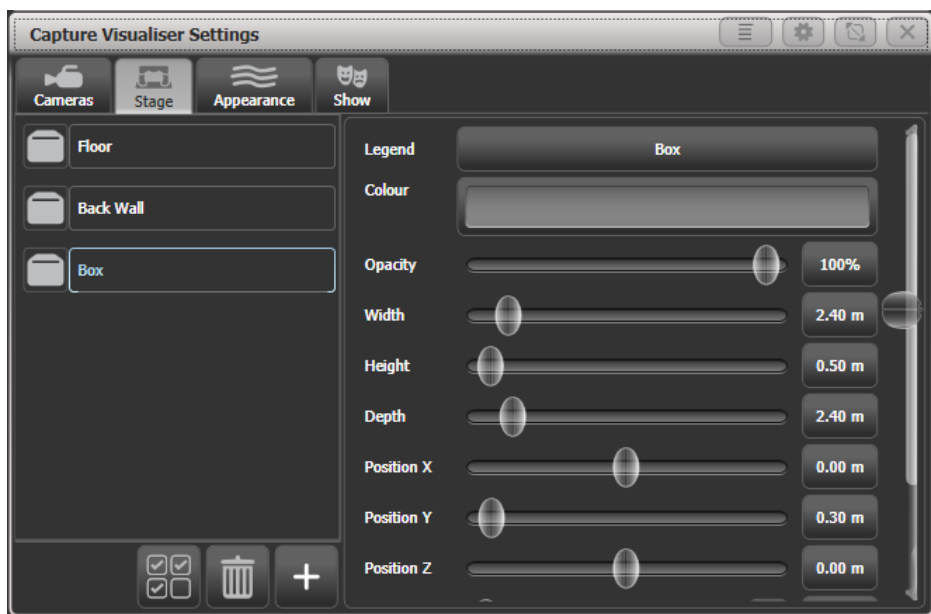 Capture Visualiser Settings
Cameras
Stage
Appearance
Show
Floor
Back Wall
Box
Legend
Box
Colour
Opacity
100%
Width
2.40 m
Height
0.50 m
Depth
2.40 m
Position X
0.00 m
Position Y
0.30 m
Position Z
0.00 m